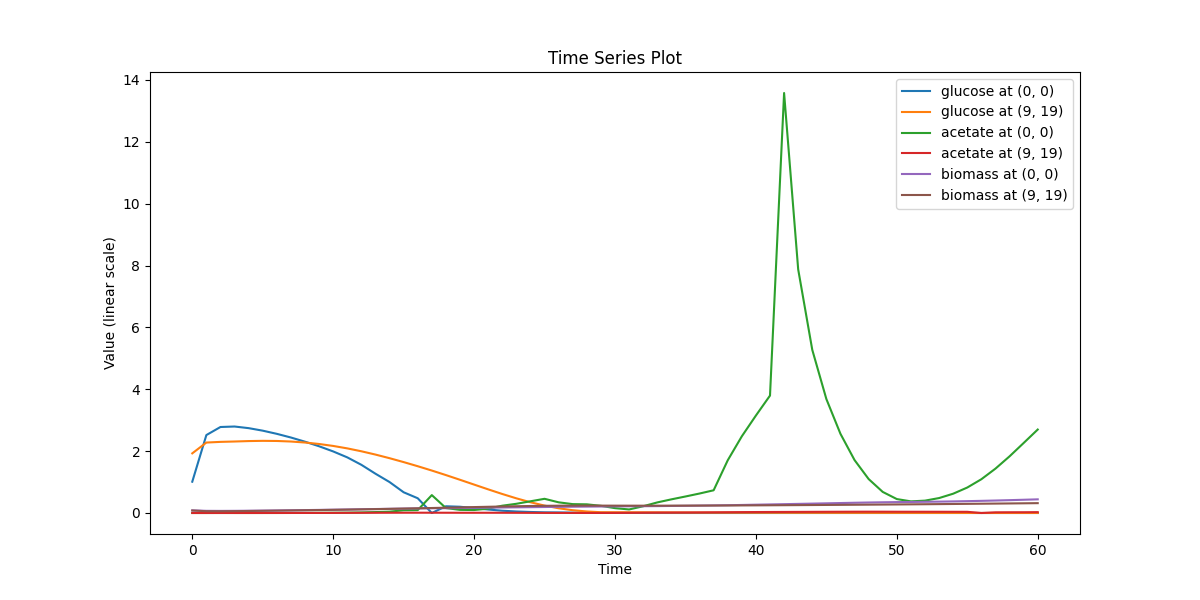 Time Series Plot
Value (linear scale)
14
12
10
8
6
4
2
0
0 10 20 30 40 50 60
Time
glucose at (0, 0)
glucose at (9, 19)
acetate at (0, 0)
acetate at (9, 19)
biomass at (0, 0)
biomass at (9, 19)